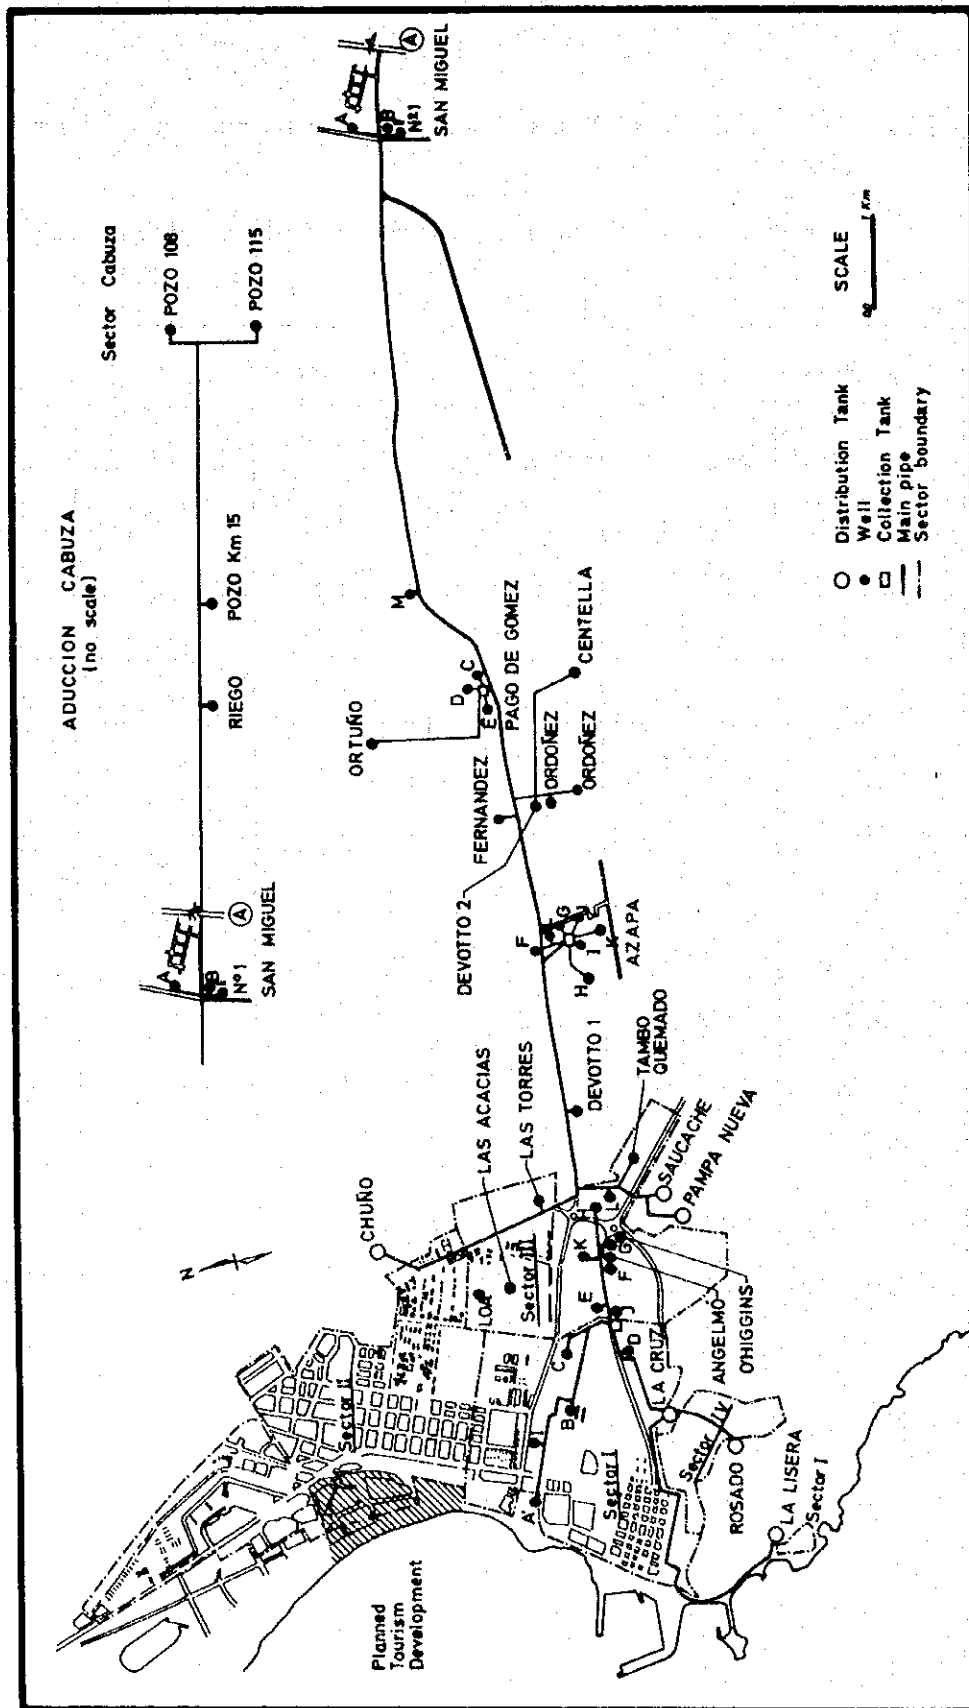 ADUCCION CABUZA
(no scale)
Sector Cabuza
POZO 108
POZO 115
POZO Km 15
RIEGO
A
A
B
Nº 1
SAN MIGUEL
A
A
B
Nº1
SAN MIGUEL
ORTUÑO
M
C
D
E
PAGO DE GOMEZ
CENTELLA
FERNANDEZ
ORDOÑEZ
ORDOÑEZ
DEVOTTO 2
F
G
J
L
I
K
H
AZAPA
DEVOTTO 1
TAMBO
QUEMADO
SAUCACHE
PAMPA NUEVA
LAS TORRES
LAS ACACIAS
CHUÑO
N
LOA
Sector III
Sector II
Sector I
H
I
K
G
F
E
J
D
C
B
A'
ANGELMO
O'HIGGINS
LA CRUZ
Sector IV
ROSADO
LA LISERA
Sector I
Planned
Tourism
Development
Distribution Tank
Well
Collection Tank
Main pipe
Sector boundary
SCALE
1 Km